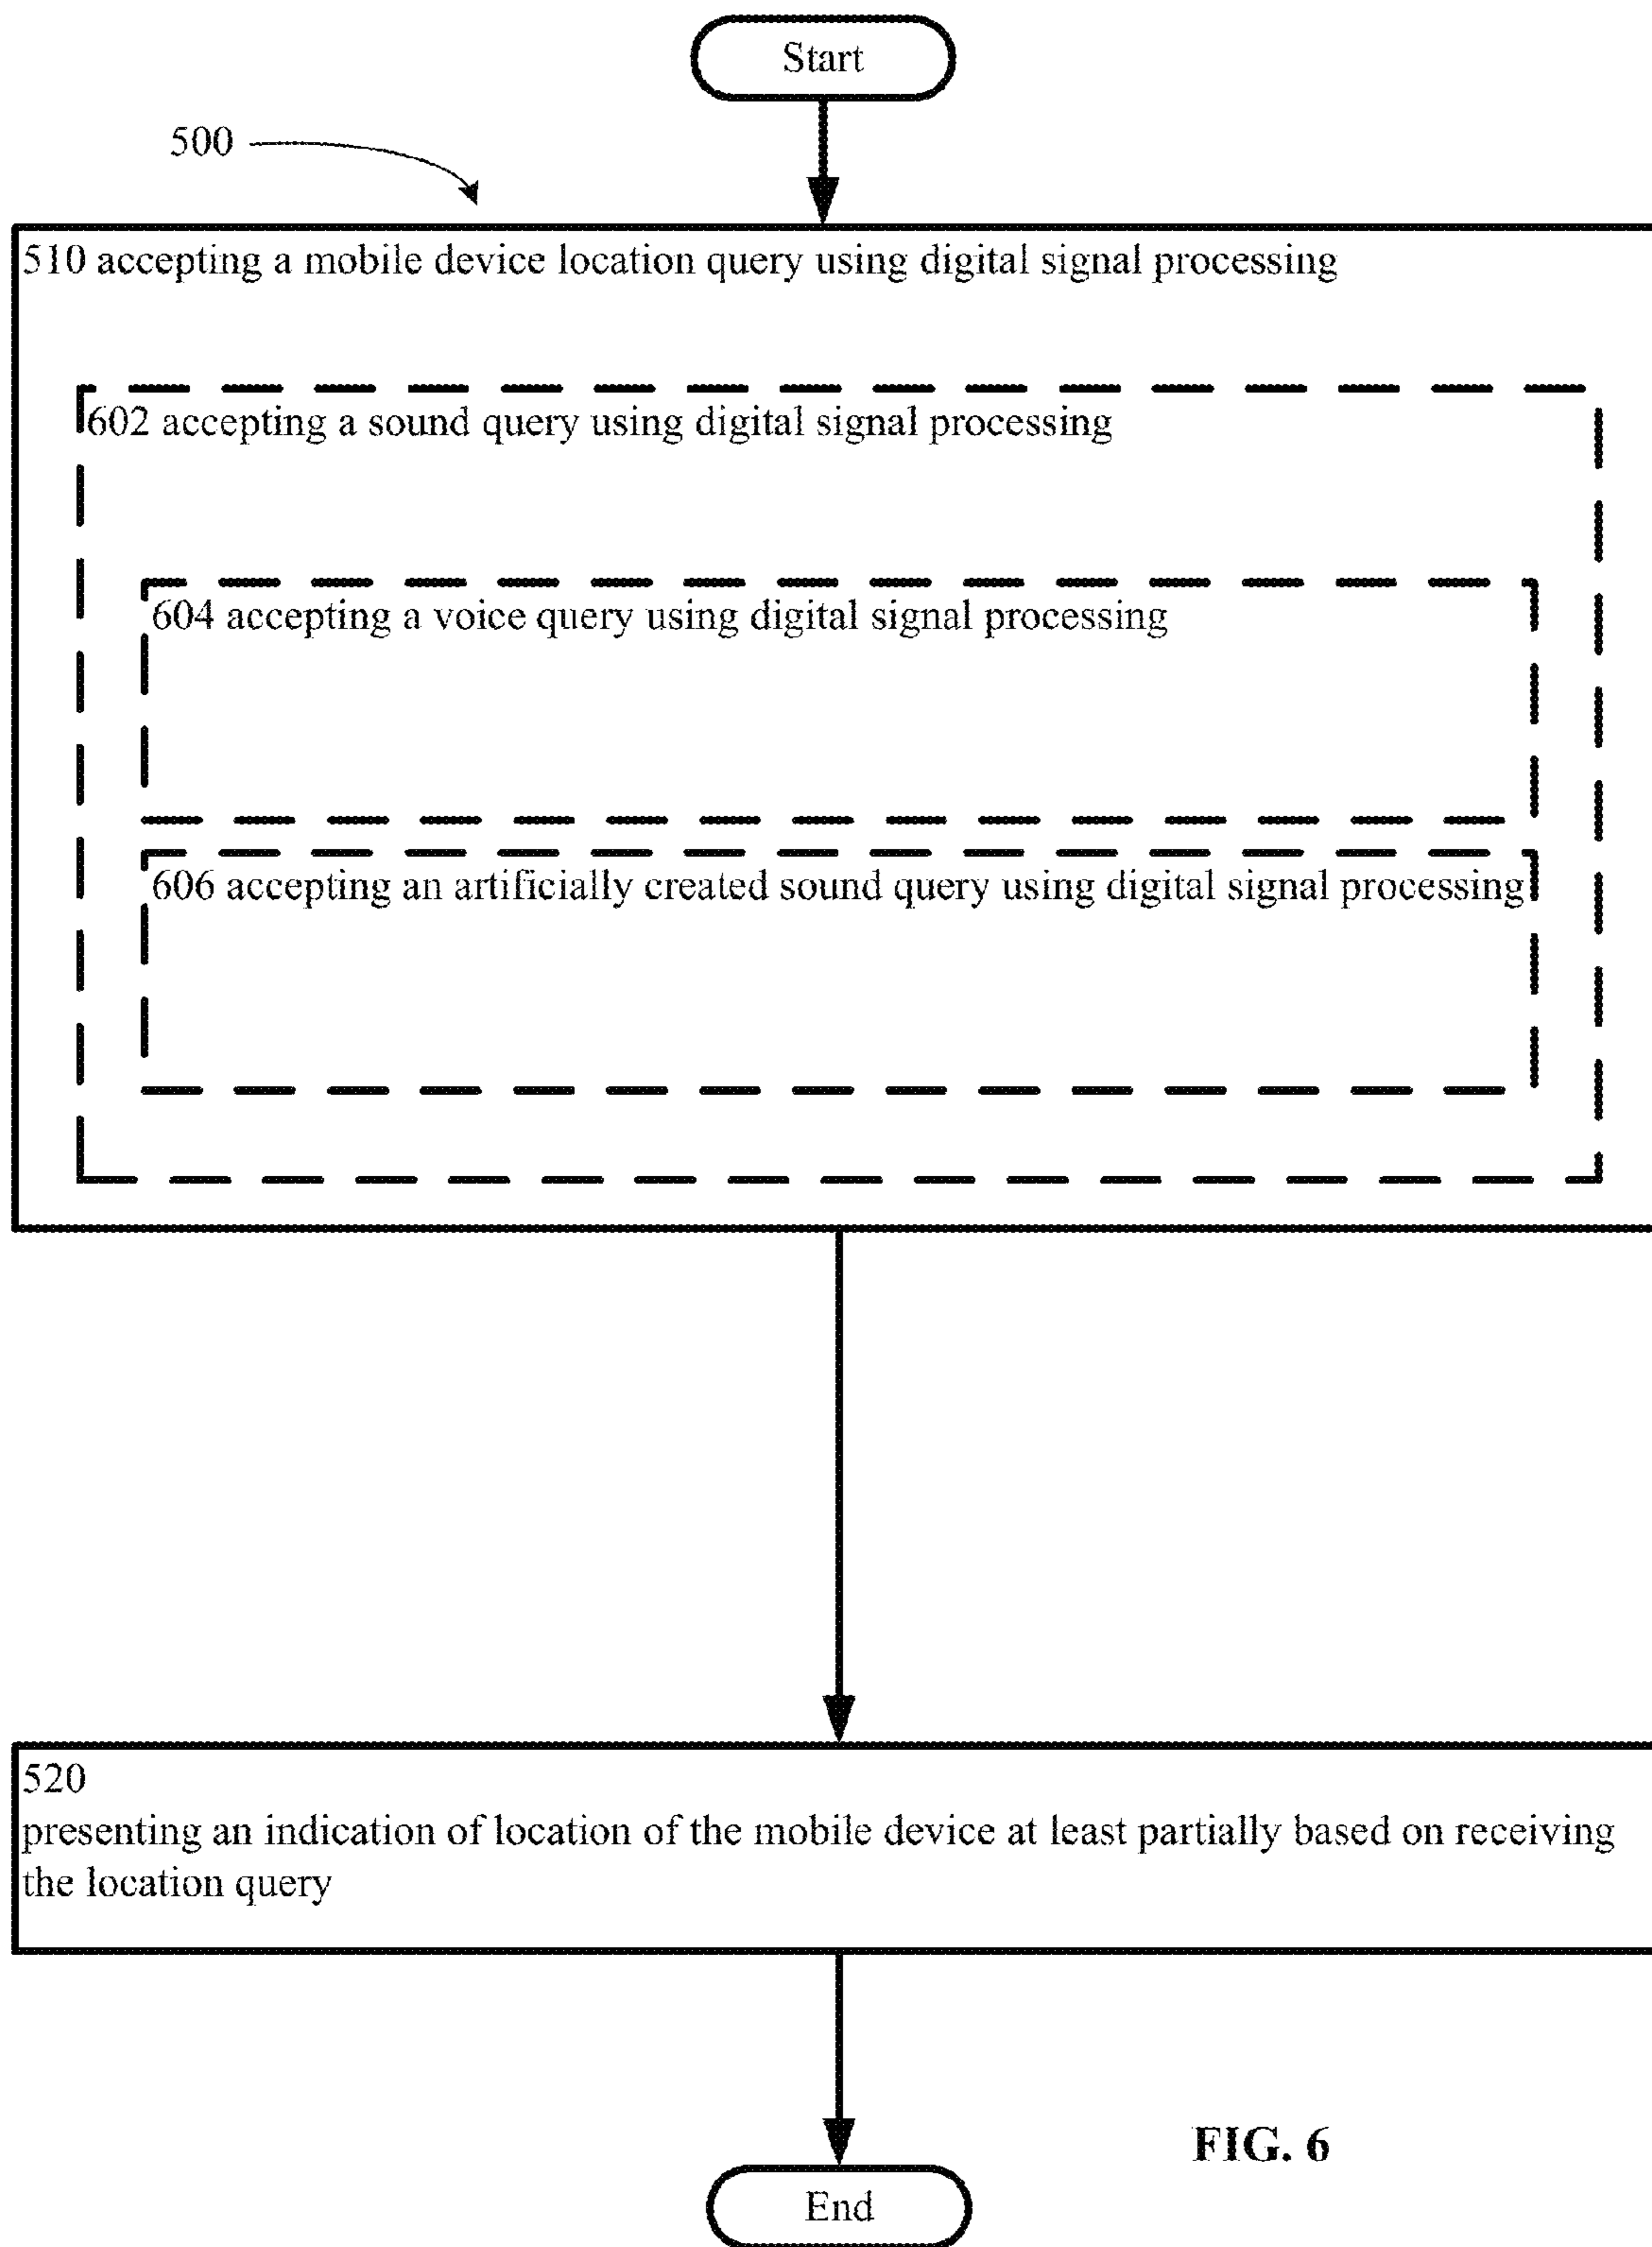 Start
500
510 accepting a mobile device location query using digital signal processing
602 accepting a sound query using digital signal processing
604 accepting a voice query using digital signal processing
606 accepting an artificially created sound query using digital signal processing
520
presenting an indication of location of the mobile device at least partially based on receiving
the location query
FIG. 6
End